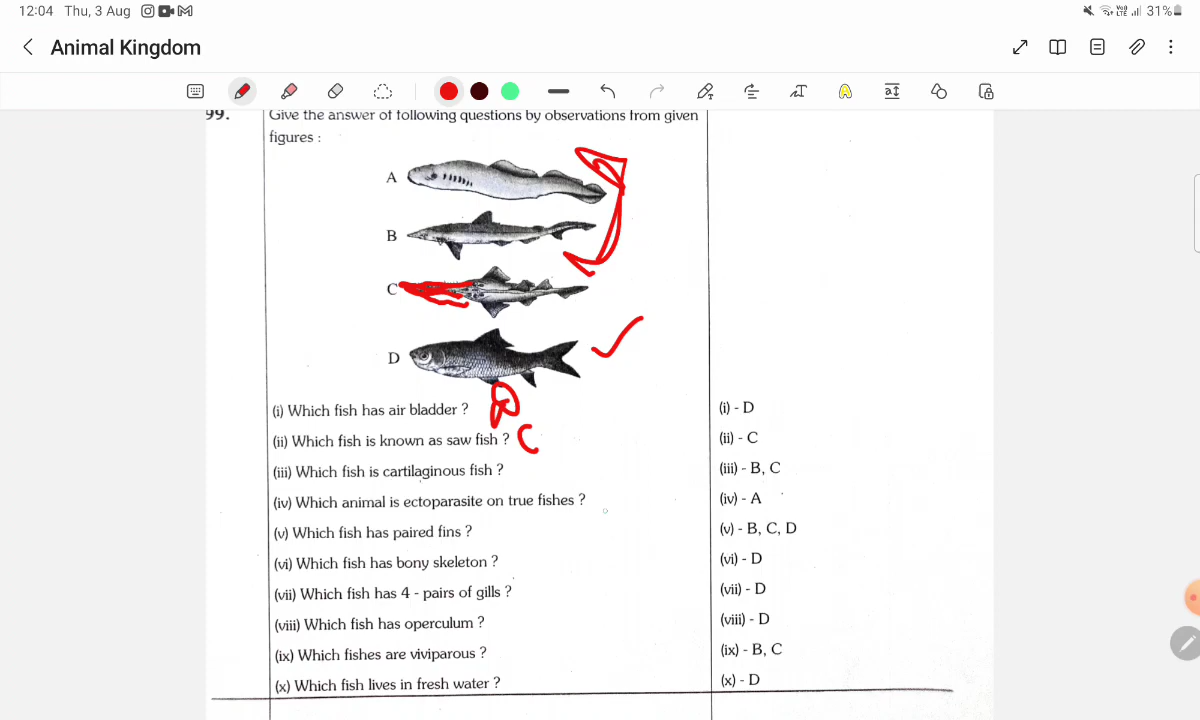 12:04 Thu, 3 Aug 31%
Animal Kingdom
99. Give the answer of following questions by observations from given
figures :
A
B
C
D
(i) Which fish has air bladder ? (i) - D
(ii) Which fish is known as saw fish ? C (ii) - C
(iii) Which fish is cartilaginous fish ? (iii) - B, C
(iv) Which animal is ectoparasite on true fishes ? (iv) - A
(v) Which fish has paired fins ? (v) - B, C, D
(vi) Which fish has bony skeleton ? (vi) - D
(vii) Which fish has 4 - pairs of gills ? (vii) - D
(viii) Which fish has operculum ? (viii) - D
(ix) Which fishes are viviparous ? (ix) - B, C
(x) Which fish lives in fresh water ? (x) - D